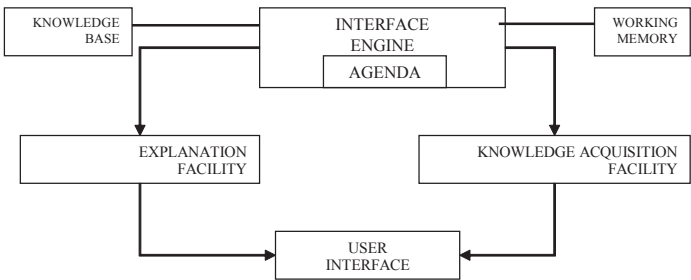 KNOWLEDGE
BASE
INTERFACE
ENGINE
AGENDA
WORKING
MEMORY
EXPLANATION
FACILITY
KNOWLEDGE ACQUISITION
FACILITY
USER
INTERFACE